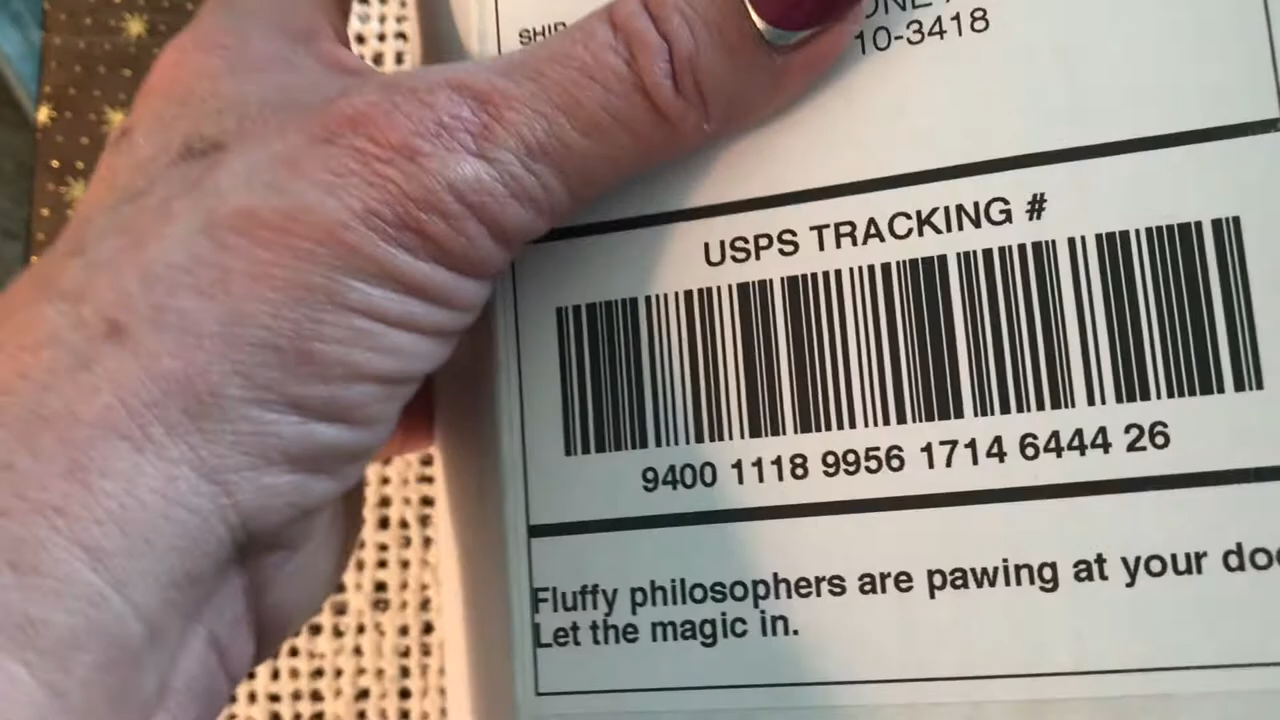 SHIP
10-3418
USPS TRACKING #
9400 1118 9956 1714 6444 26
Fluffy philosophers are pawing at your
Let the magic in.